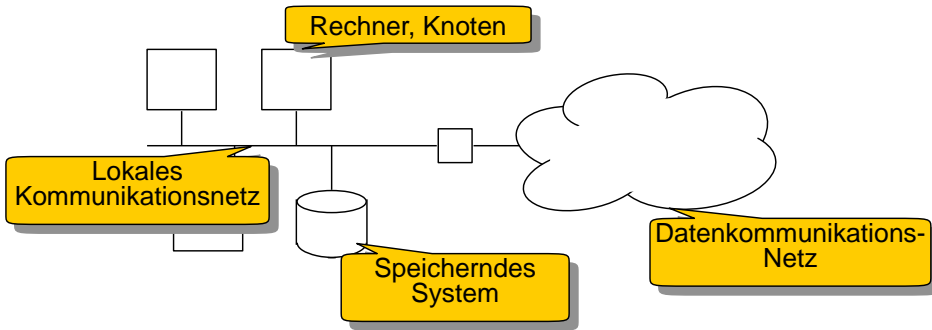 Rechner, Knoten
Lokales
Kommunikationsnetz
Speicherndes
System
Datenkommunikations-
Netz